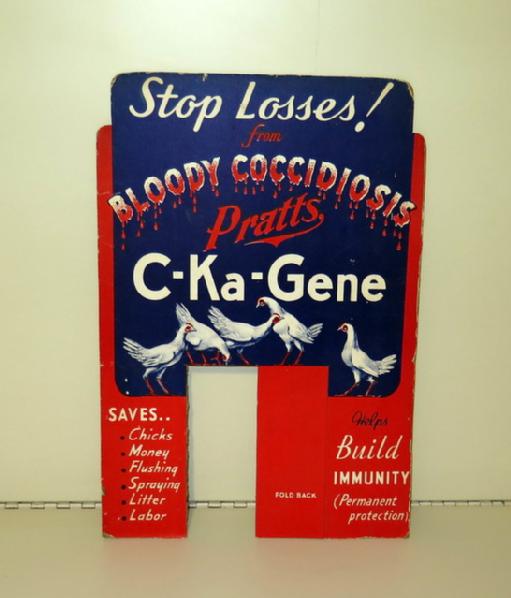 Stop Losses!
from
BLOODY COCCIDIOSIS
Pratts
C-Ka-Gene
SAVES..
• Chicks
• Money
• Flushing
• Spraying
• Litter
• Labor
FOLD BACK
Helps
Build
IMMUNITY
(Permanent
protection)